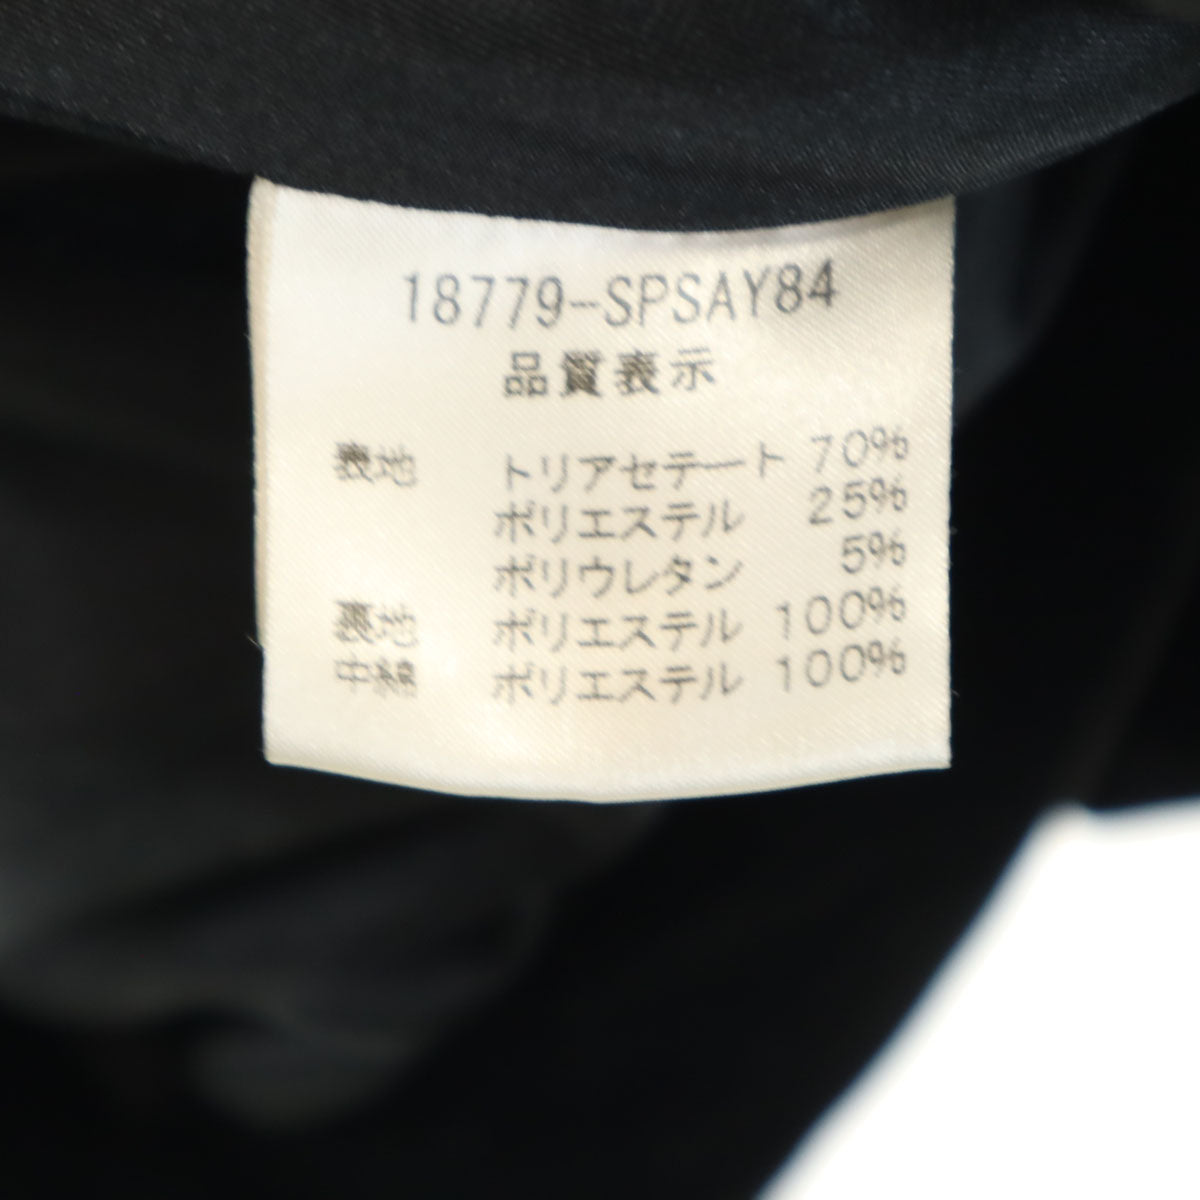 18779-SPSAY84
品質表示
表地 トリアセテート 70%
ポリエステル 25%
ポリウレタン 5%
裏地 ポリエステル 100%
中綿 ポリエステル 100%